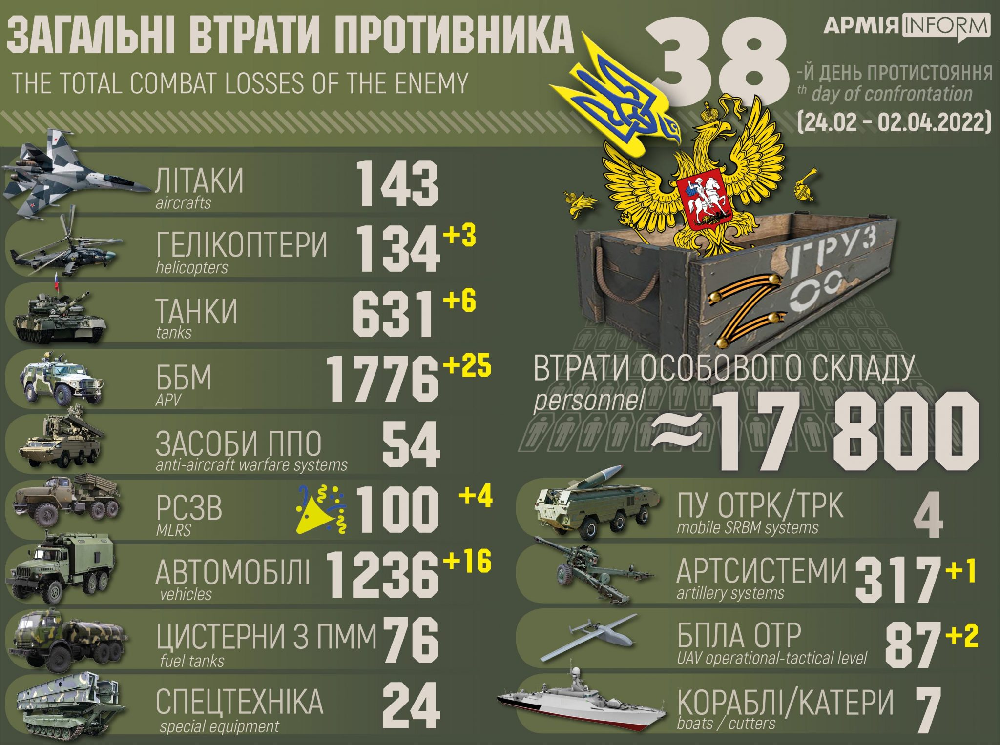 ЗАГАЛЬНІ ВТРАТИ ПРОТИВНИКА
THE TOTAL COMBAT LOSSES OF THE ENEMY
38
-Й ДЕНЬ ПРОТИСТОЯННЯ
th day of confrontation
(24.02 – 02.04.2022)
АРМІЯINFORM
ЛІТАКИ 143
aircrafts
ГЕЛІКОПТЕРИ 134 +3
helicopters
ТАНКИ 631 +6
tanks
ББМ 1776 +25
APV
ЗАСОБИ ППО 54
anti-aircraft warfare systems
РСЗВ 100 +4
MLRS
АВТОМОБІЛІ 1236 +16
vehicles
ЦИСТЕРНИ З ПММ 76
fuel tanks
СПЕЦТЕХНІКА 24
special equipment
ГРУЗ
Z00
ВТРАТИ ОСОБОВОГО СКЛАДУ
personnel ≈17 800
ПУ ОТРК/ТРК 4
mobile SRBM systems
АРТСИСТЕМИ 317 +1
artillery systems
БПЛА ОТР 87 +2
UAV operational-tactical level
КОРАБЛІ/КАТЕРИ 7
boats / cutters